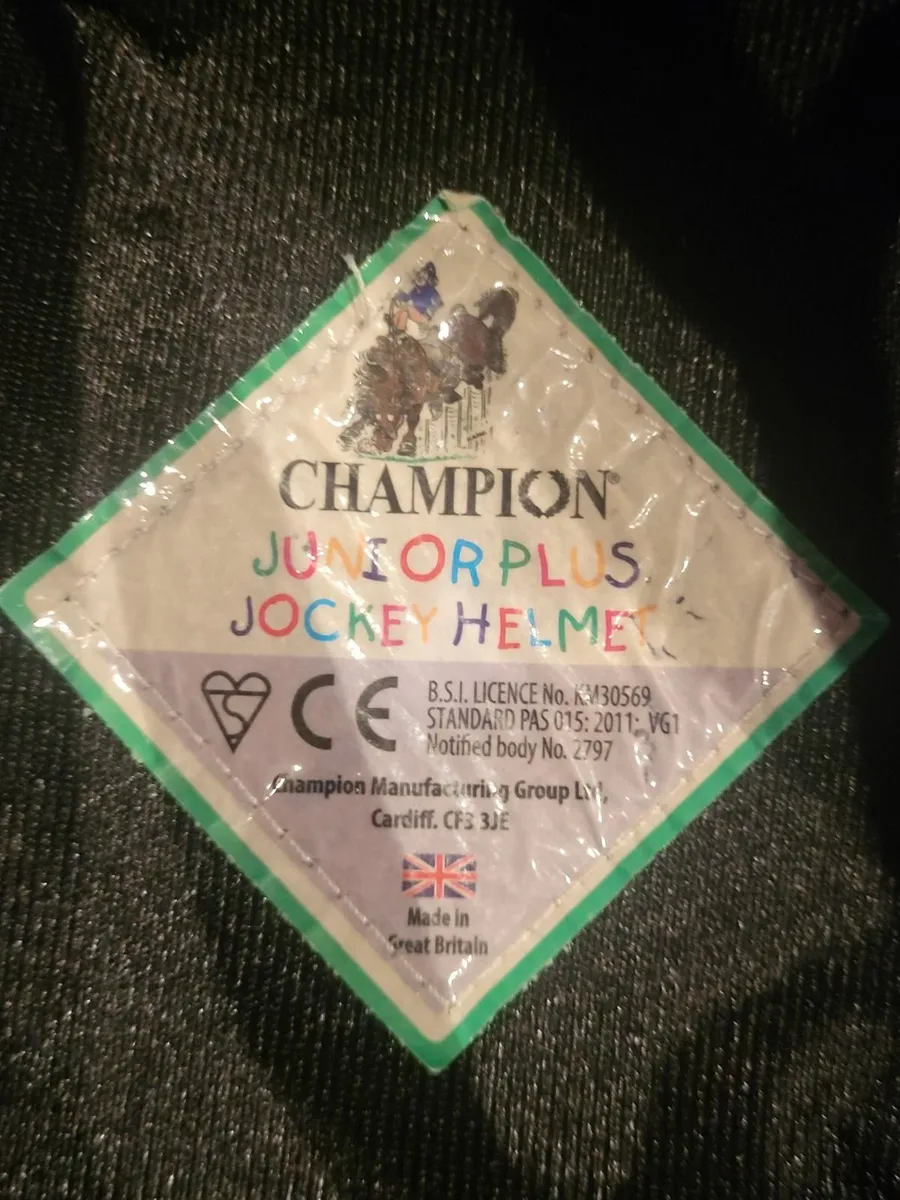 CHAMPION®
JUNIOR PLUS
JOCKEY HELMET
CE
B.S.I. LICENCE No. KM30569
STANDARD PAS 015: 2011: VG1
Notified body No. 2797
Champion Manufacturing Group Ltd,
Cardiff. CF3 3JE
Made in
Great Britain